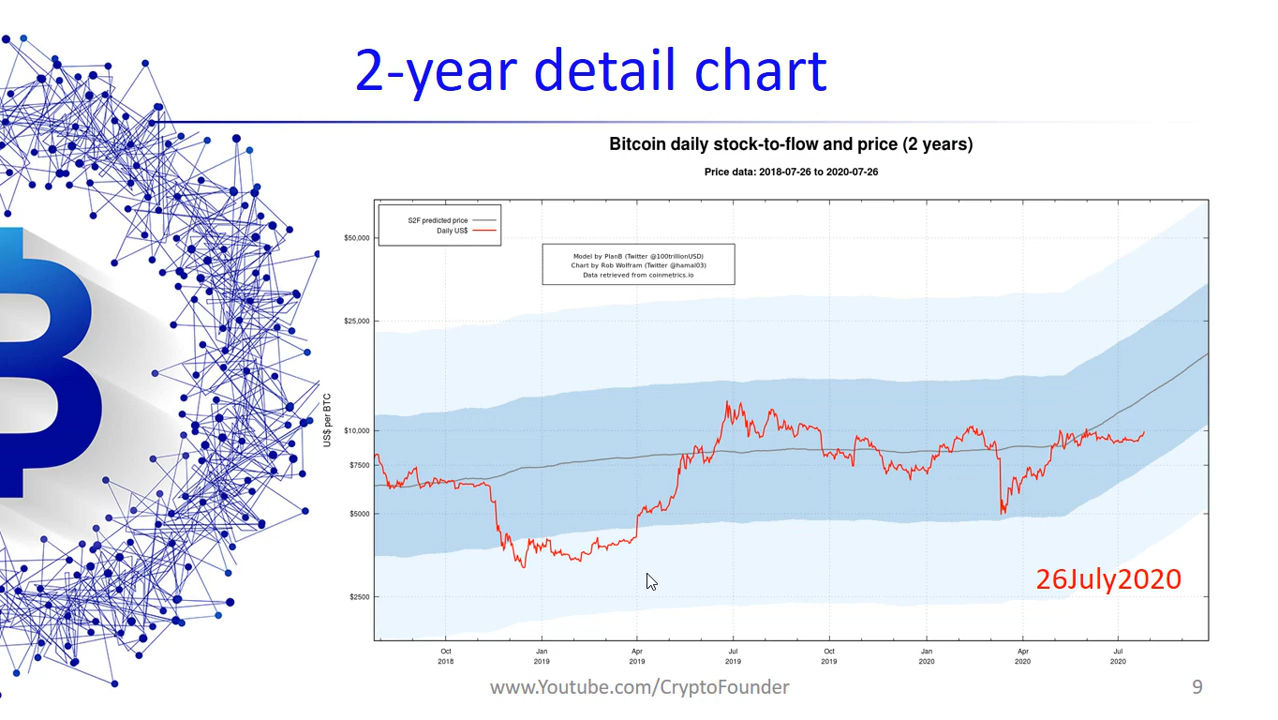 2-year detail chart
Bitcoin daily stock-to-flow and price (2 years)
Price data: 2018-07-26 to 2020-07-26
S2F predicted price
Daily US$
Model by PlanB (Twitter @100trillionUSD)
Chart by Rob Wolfram (Twitter @hamal03)
Data retrieved from coinmetrics.io
US$ per BTC
$50,000
$25,000
$10,000
$7500
$5000
$2500
Oct Jan Apr Jul Oct Jan Apr Jul
2018 2019 2019 2019 2019 2020 2020 2020
26July2020
www.Youtube.com/CryptoFounder
9